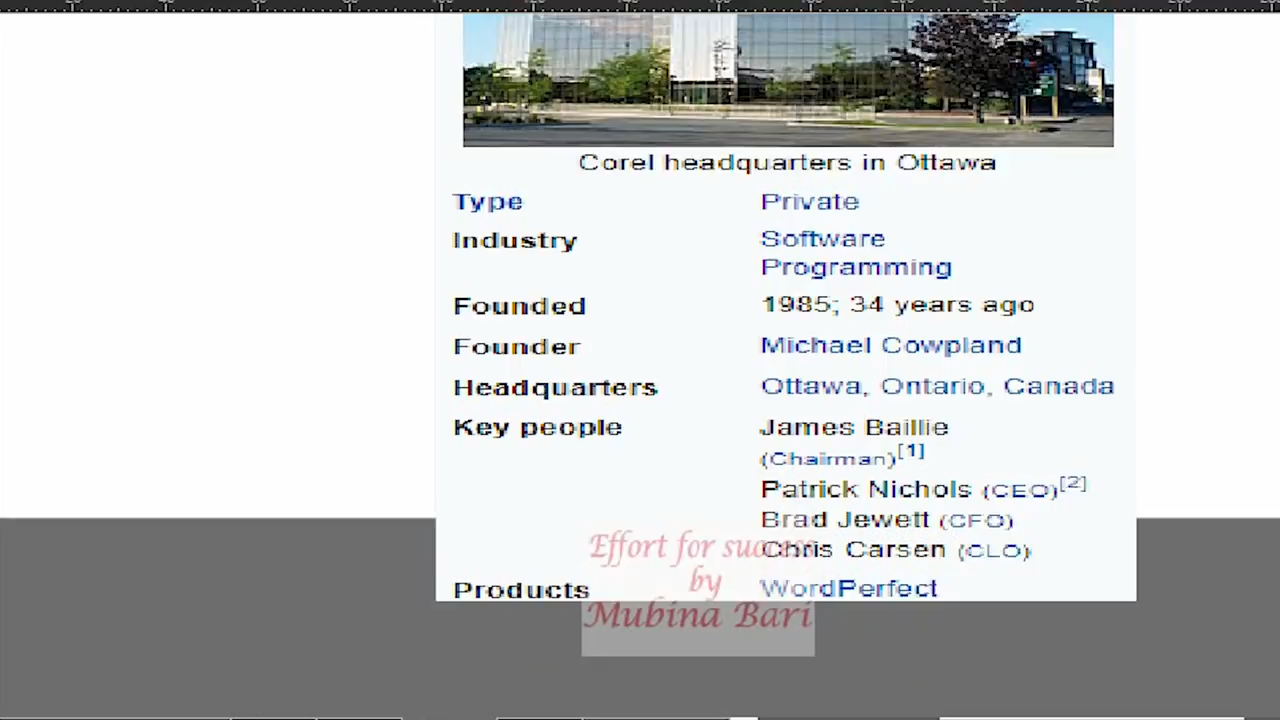 Corel headquarters in Ottawa
Type Private
Industry Software
Programming
Founded 1985; 34 years ago
Founder Michael Cowpland
Headquarters Ottawa, Ontario, Canada
Key people James Baillie
(Chairman)[1]
Patrick Nichols (CEO)[2]
Brad Jewett (CFO)
Chris Carsen (CLO)
Products WordPerfect
Effort for success
by
Mubina Bari